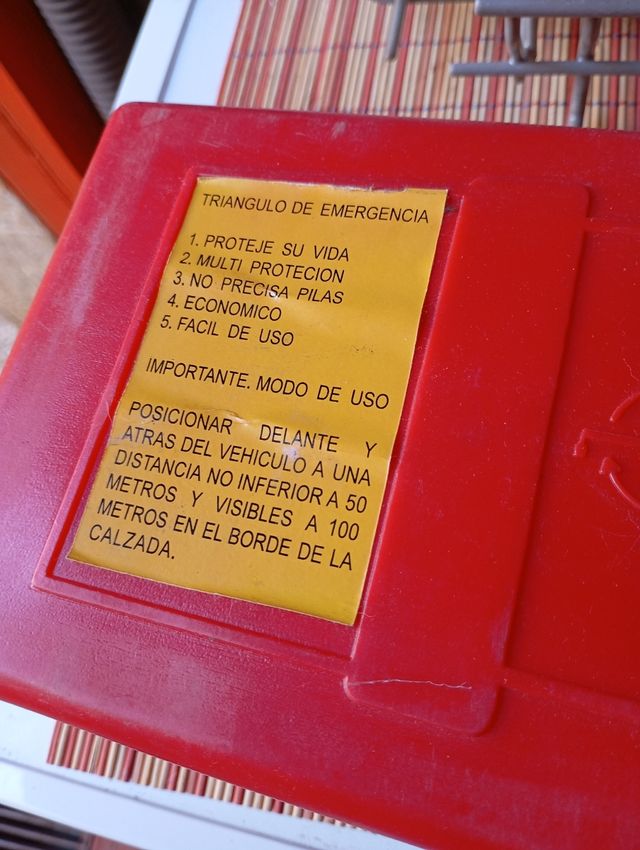 TRIANGULO DE EMERGENCIA
1. PROTEJE SU VIDA
2. MULTI PROTECION
3. NO PRECISA PILAS
4. ECONOMICO
5. FACIL DE USO
IMPORTANTE. MODO DE USO
POSICIONAR DELANTE Y
ATRAS DEL VEHICULO A UNA
DISTANCIA NO INFERIOR A 50
METROS Y VISIBLES A 100
METROS EN EL BORDE DE LA
CALZADA.